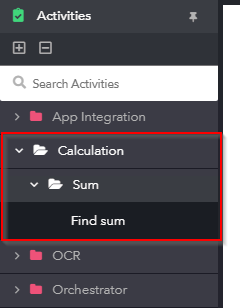 Activities
Search Activities
App Integration
Calculation
Sum
Find sum
OCR
Orchestrator